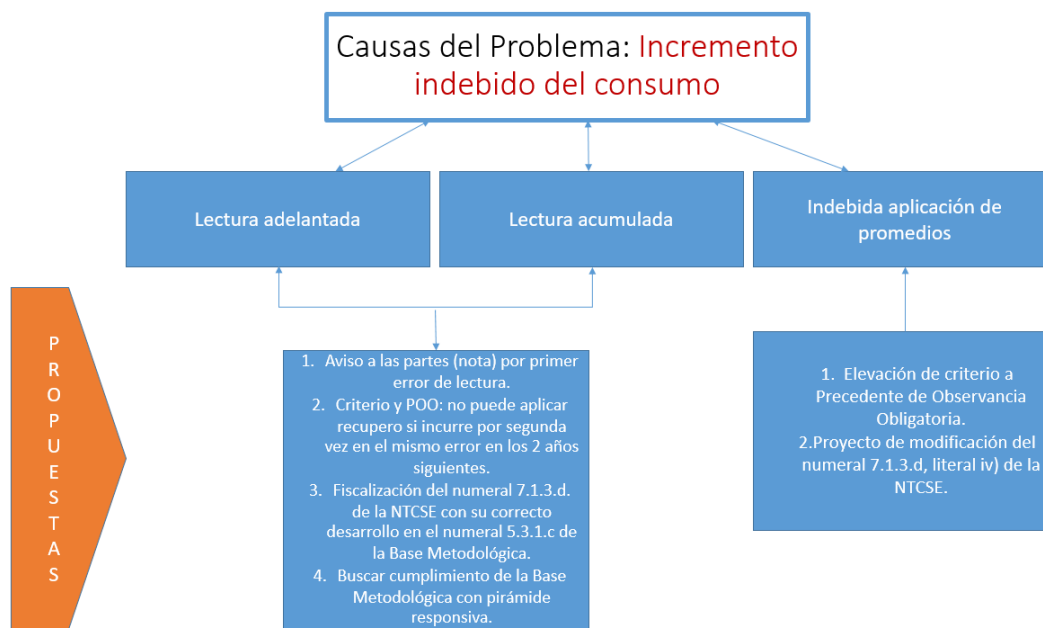 Causas del Problema: Incremento
indebido del consumo
Lectura adelantada
Lectura acumulada
Indebida aplicación de
promedios
P
R
O
P
U
E
S
T
A
S
1. Aviso a las partes (nota) por primer
error de lectura.
2. Criterio y POO: no puede aplicar
recupero si incurre por segunda
vez en el mismo error en los 2 años
siguientes.
3. Fiscalización del numeral 7.1.3.d.
de la NTCSE con su correcto
desarrollo en el numeral 5.3.1.c de
la Base Metodológica.
4. Buscar cumplimiento de la Base
Metodológica con pirámide
responsiva.
1. Elevación de criterio a
Precedente de Observancia
Obligatoria.
2.Proyecto de modificación del
numeral 7.1.3.d, literal iv) de la
NTCSE.